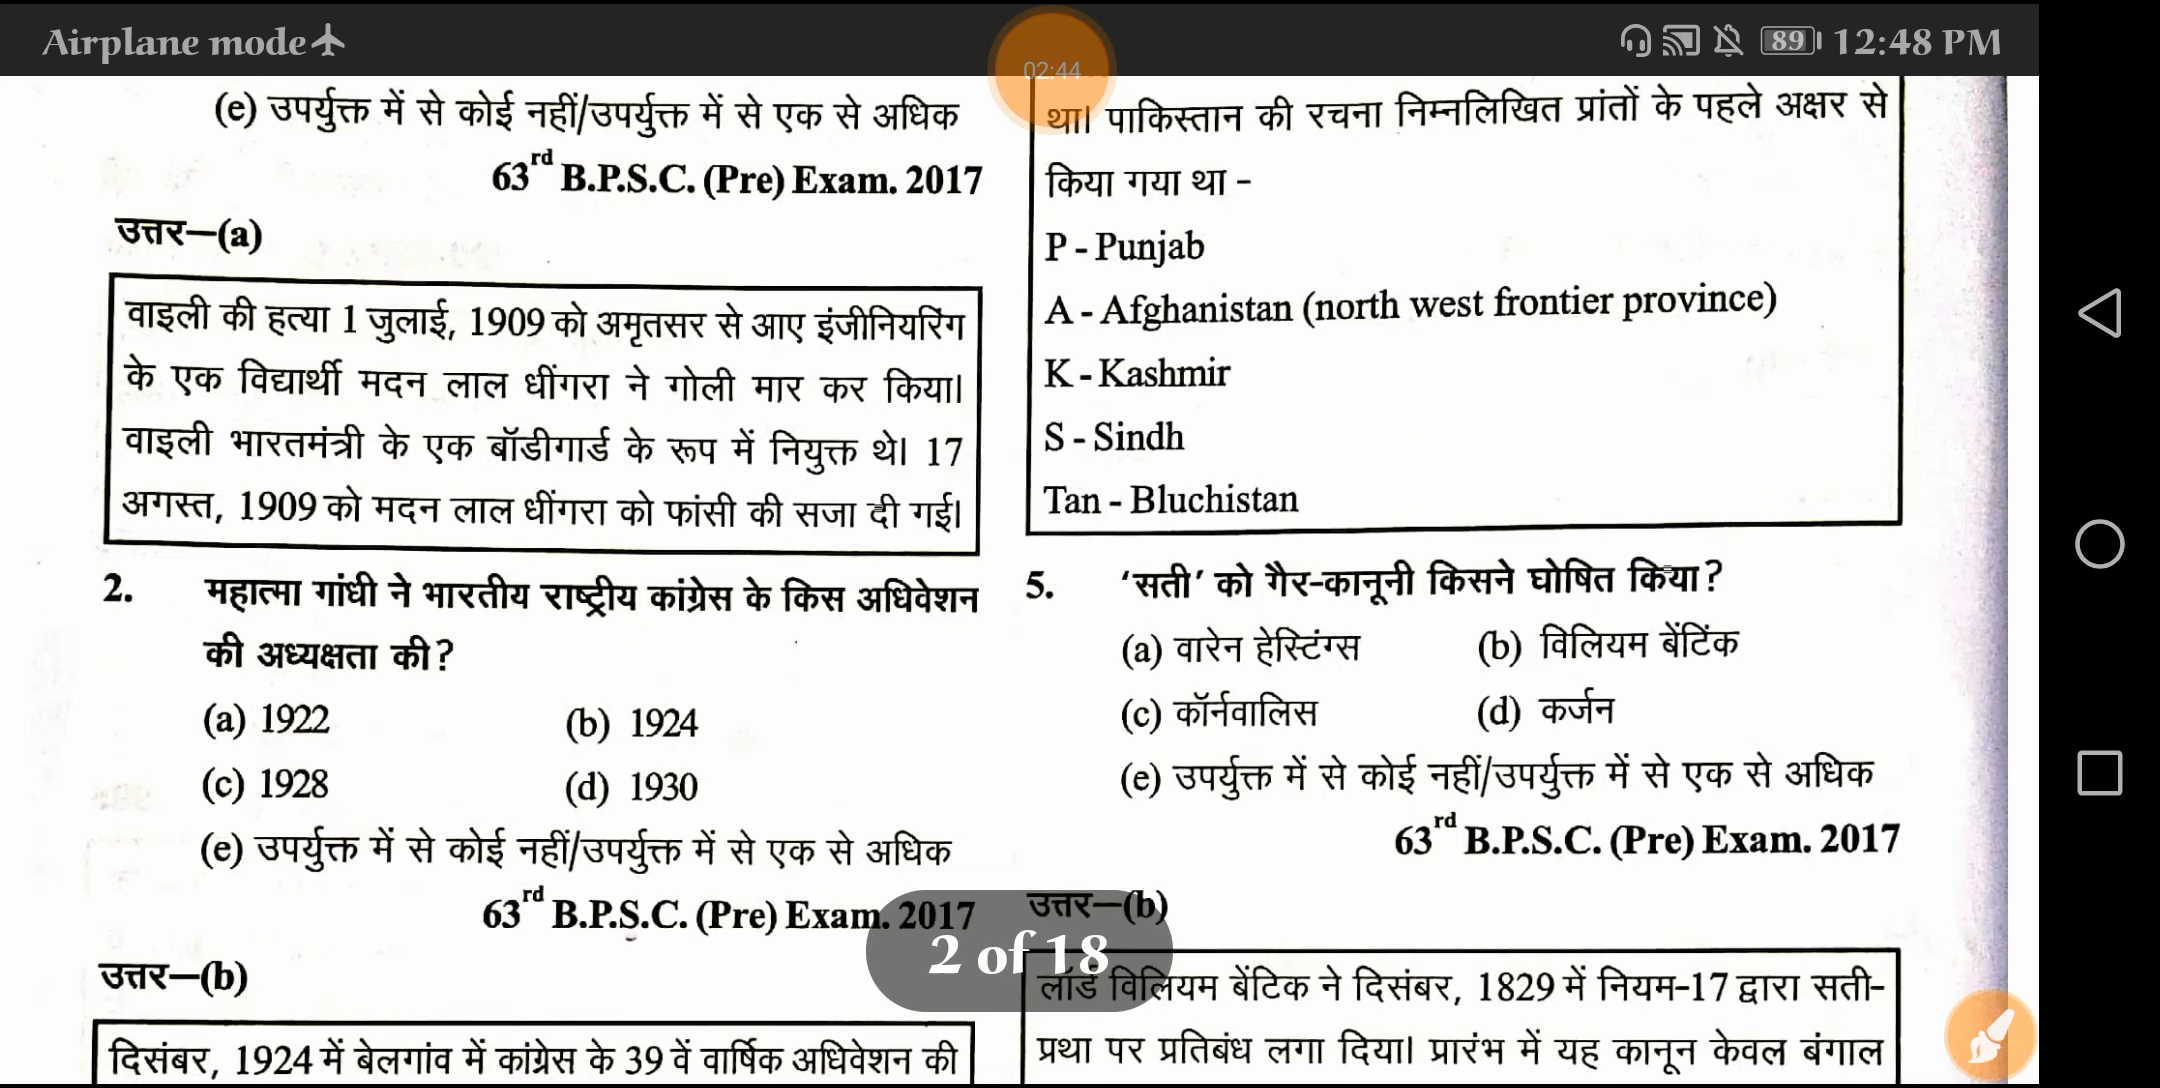 Airplane mode
89 12:48 PM
02:44
(e) उपर्युक्त में से कोई नहीं/उपर्युक्त में से एक से अधिक
63rd B.P.S.C. (Pre) Exam. 2017
उत्तर—(a)
वाइली की हत्या 1 जुलाई, 1909 को अमृतसर से आए इंजीनियरिंग
के एक विद्यार्थी मदन लाल धींगरा ने गोली मार कर किया।
वाइली भारतमंत्री के एक बॉडीगार्ड के रूप में नियुक्त थे। 17
अगस्त, 1909 को मदन लाल धींगरा को फांसी की सजा दी गई।
2. महात्मा गांधी ने भारतीय राष्ट्रीय कांग्रेस के किस अधिवेशन
की अध्यक्षता की?
(a) 1922 (b) 1924
(c) 1928 (d) 1930
(e) उपर्युक्त में से कोई नहीं/उपर्युक्त में से एक से अधिक
63rd B.P.S.C. (Pre) Exam. 2017
उत्तर—(b)
दिसंबर, 1924 में बेलगांव में कांग्रेस के 39 वें वार्षिक अधिवेशन की
था। पाकिस्तान की रचना निम्नलिखित प्रांतों के पहले अक्षर से
किया गया था -
P - Punjab
A - Afghanistan (north west frontier province)
K - Kashmir
S - Sindh
Tan - Bluchistan
5. ‘सती’ को गैर-कानूनी किसने घोषित किया?
(a) वारेन हेस्टिंग्स (b) विलियम बेंटिंक
(c) कॉर्नवालिस (d) कर्जन
(e) उपर्युक्त में से कोई नहीं/उपर्युक्त में से एक से अधिक
63rd B.P.S.C. (Pre) Exam. 2017
उत्तर—(b)
2 of 18
लॉर्ड विलियम बेंटिक ने दिसंबर, 1829 में नियम-17 द्वारा सती-
प्रथा पर प्रतिबंध लगा दिया। प्रारंभ में यह कानून केवल बंगाल